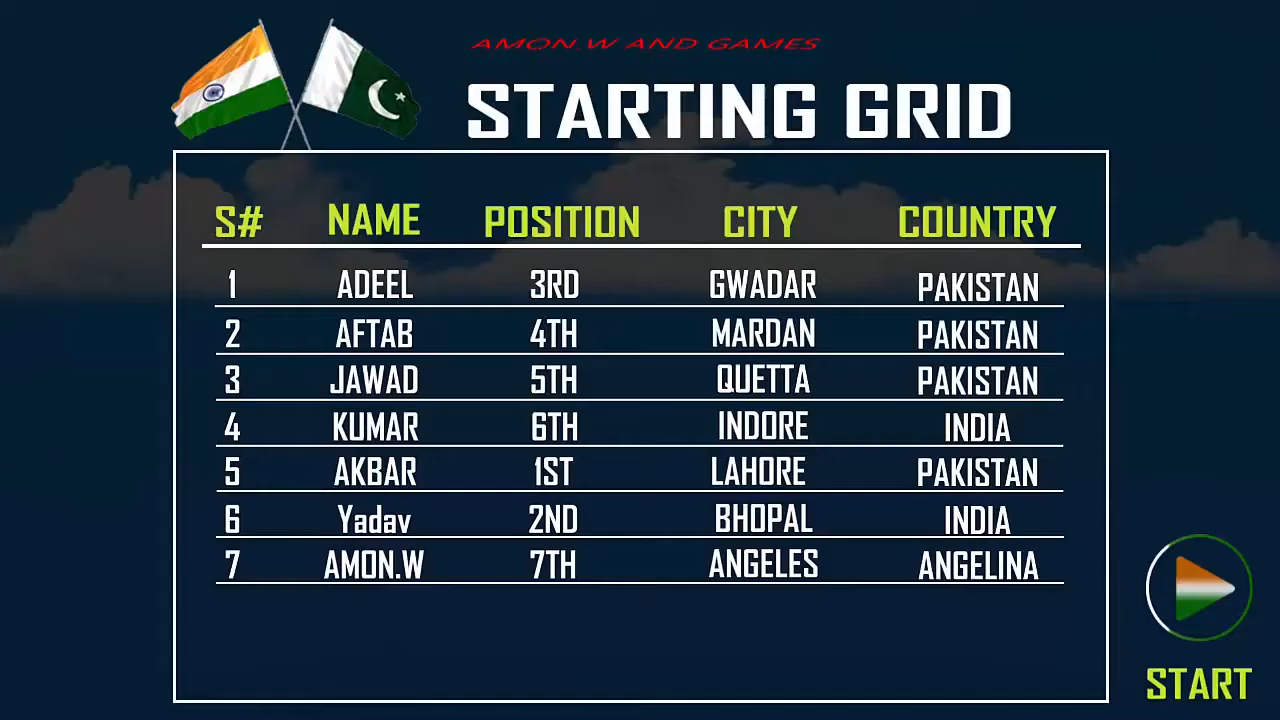 AMON.W AND GAMES
STARTING GRID
S# NAME POSITION CITY COUNTRY
1 ADEEL 3RD GWADAR PAKISTAN
2 AFTAB 4TH MARDAN PAKISTAN
3 JAWAD 5TH QUETTA PAKISTAN
4 KUMAR 6TH INDORE INDIA
5 AKBAR 1ST LAHORE PAKISTAN
6 Yadav 2ND BHOPAL INDIA
7 AMON.W 7TH ANGELES ANGELINA
START